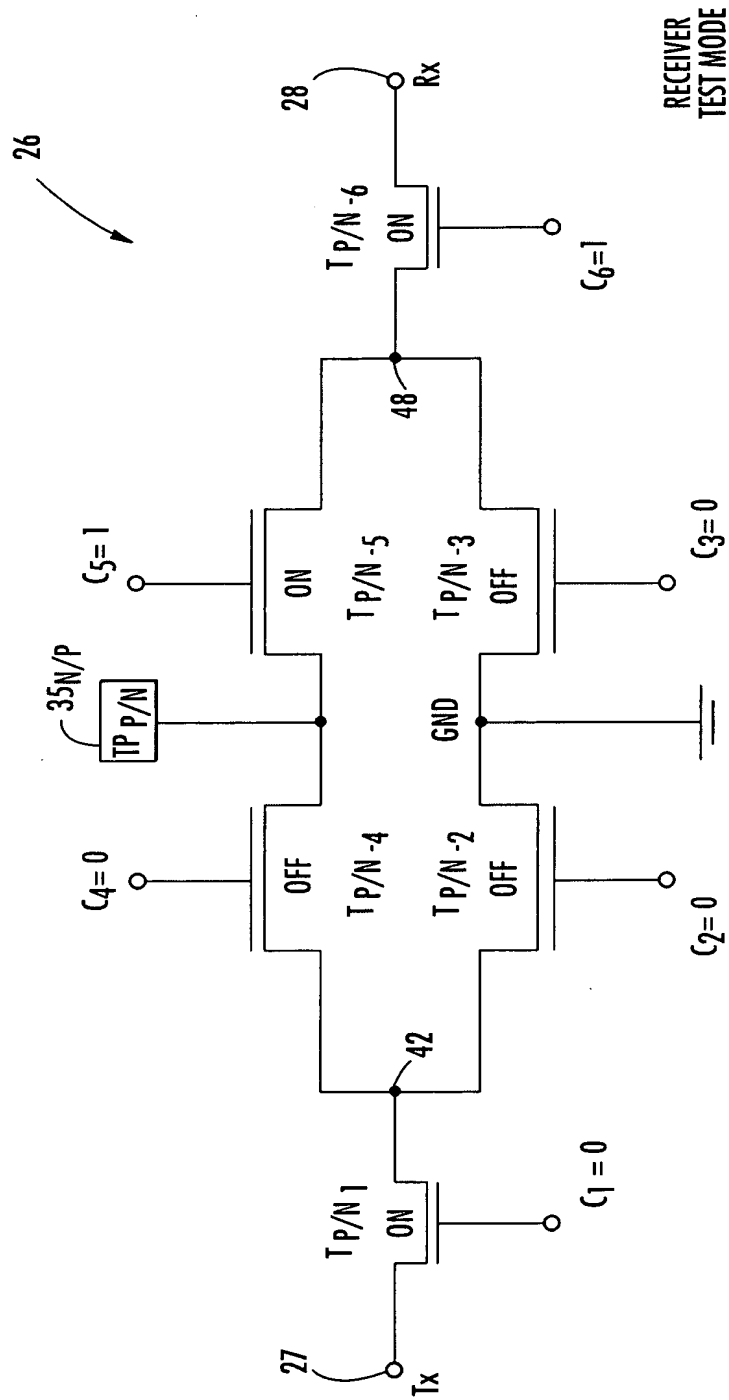 26
35N/P
TP P/N
C4=0
C5=1
OFF
ON
TP/N-4
TP/N-5
27
Tx
TP/N1
ON
C1=0
42
48
TP/N-6
ON
C6=1
28
Rx
TP/N-2
OFF
GND
TP/N-3
OFF
C2=0
C3=0
RECEIVER
TEST MODE